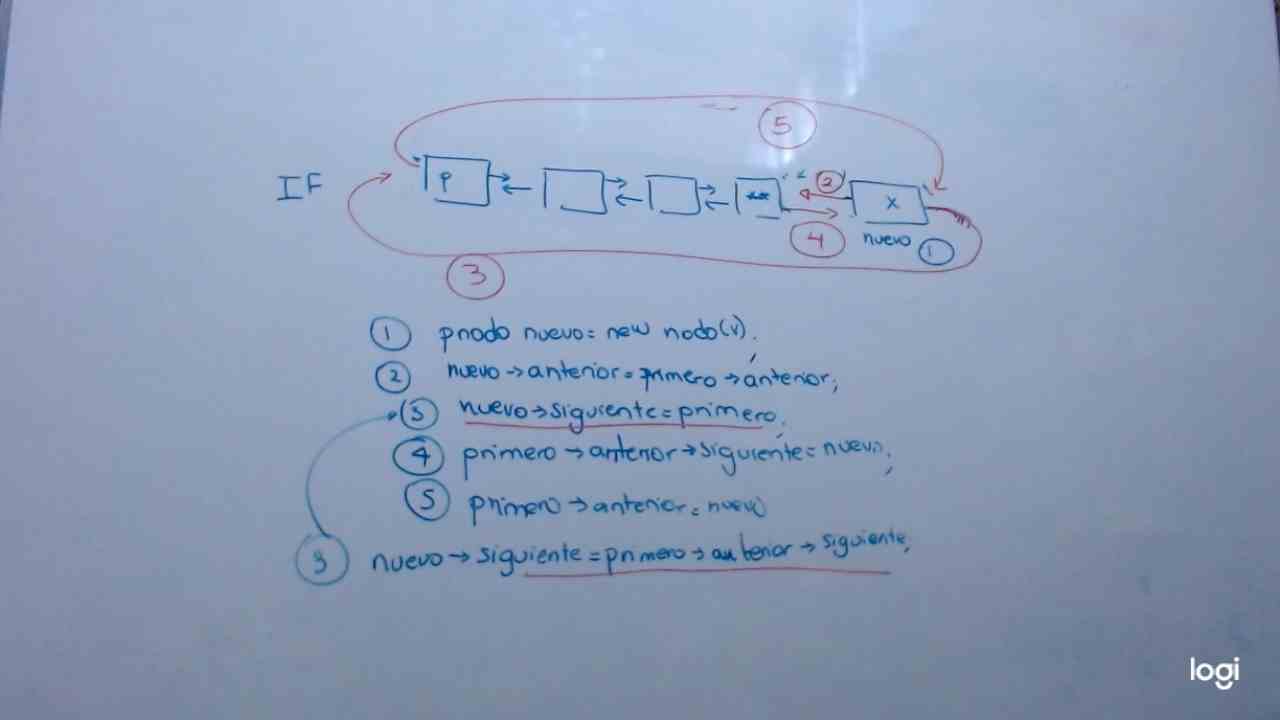 5
IF
p
2
x
4
nuevo 1
3
1 pnodo nuevo = new nodo(v).
2 nuevo → anterior = primero → anterior;
3 nuevo → siguiente = primero;
4 primero → anterior → siguiente = nuevo;
5 primero → anterior = nuevo
3 nuevo → siguiente = primero → anterior → siguiente;
logi